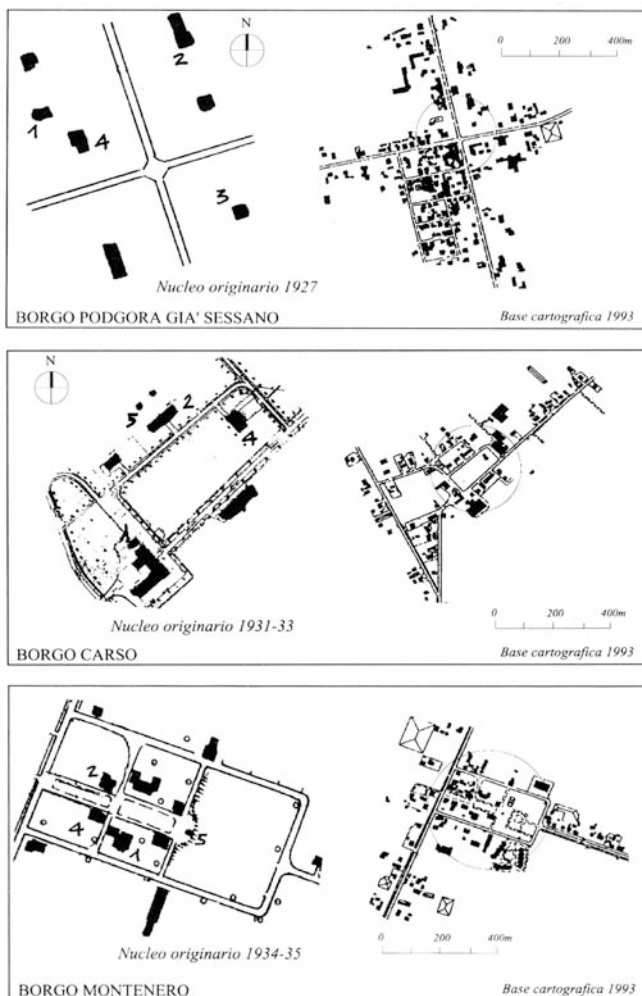 N
0 200 400m
2
1
4
3
Nucleo originario 1927
BORGO PODGORA GIA' SESSANO
Base cartografica 1993
N
2
5
4
1
Nucleo originario 1931-33
0 200 400m
BORGO CARSO
Base cartografica 1993
2
4
1
5
Nucleo originario 1934-35
0 200 400m
BORGO MONTENERO
Base cartografica 1993